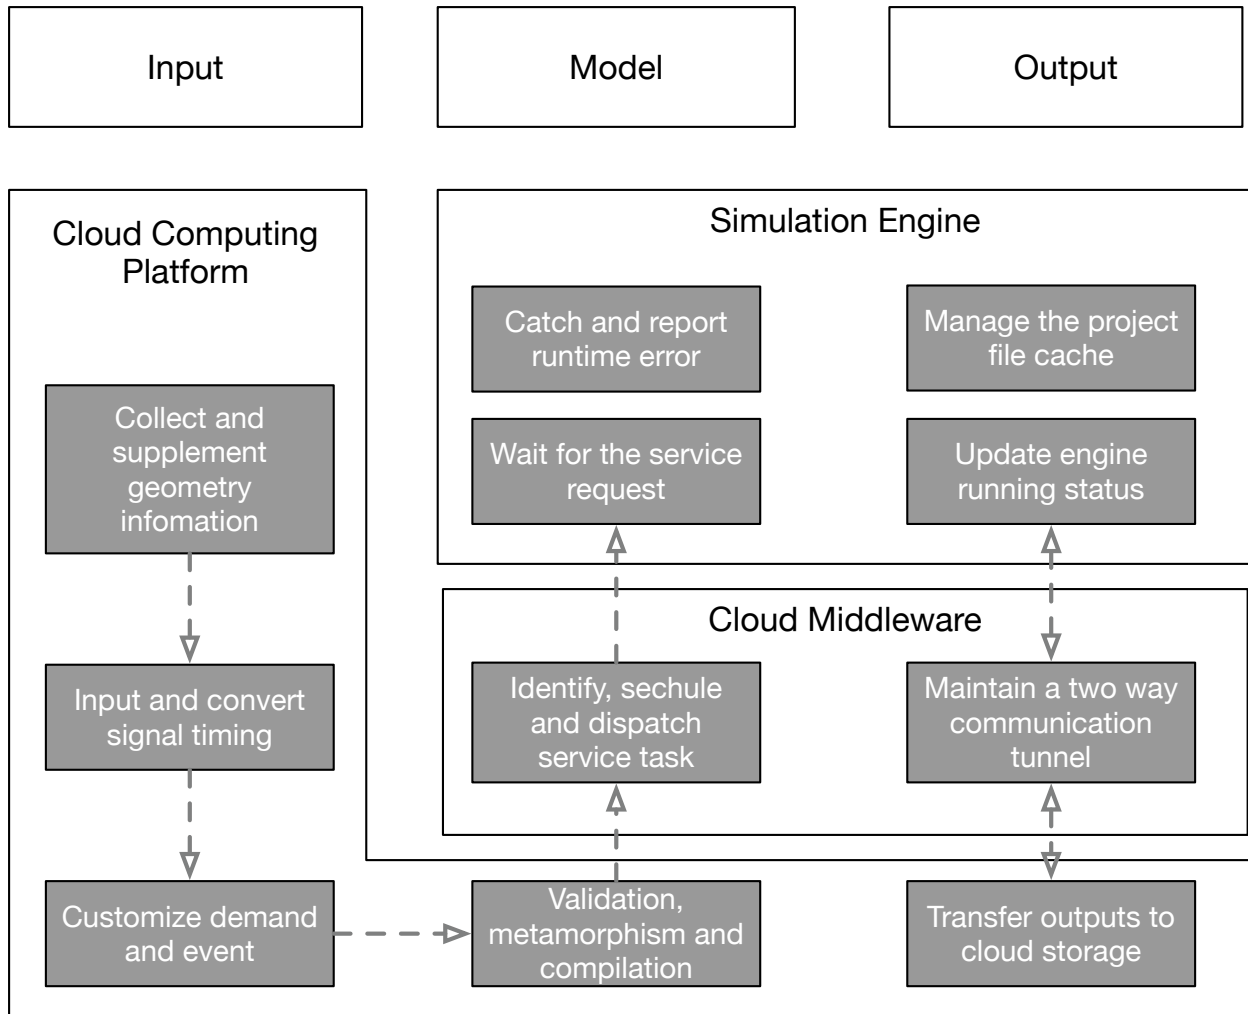 Input
Model
Output
Cloud Computing
Platform
Simulation Engine
Catch and report
runtime error
Manage the project
file cache
Collect and
supplement
geometry
infomation
Wait for the service
request
Update engine
running status
Cloud Middleware
Input and convert
signal timing
Identify, sechule
and dispatch
service task
Maintain a two way
communication
tunnel
Customize demand
and event
Validation,
metamorphism and
compilation
Transfer outputs to
cloud storage